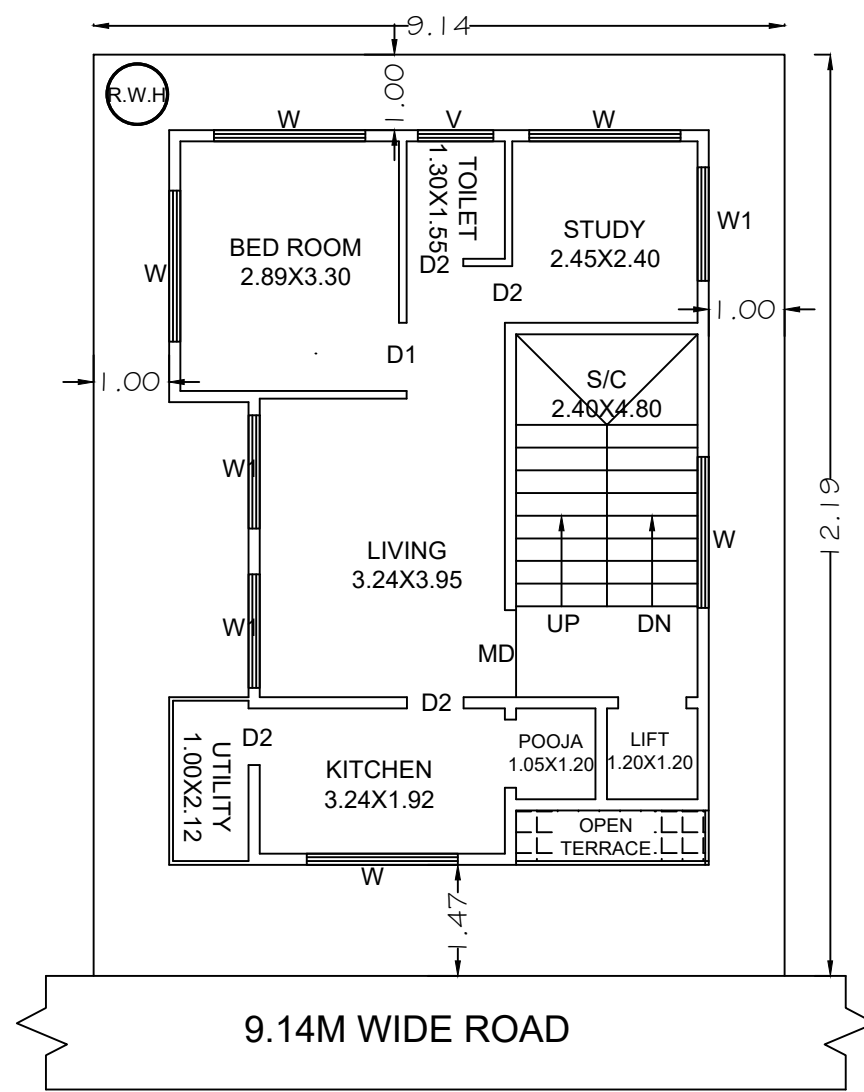 9.14
1.00
R.W.H
W
V
W
TOILET
1.30X1.55
BED ROOM
2.89X3.30
STUDY
2.45X2.40
W1
W
D2
D2
1.00
D1
1.00
S/C
2.40X4.80
W1
12.19
LIVING
3.24X3.95
W
W1
UP
DN
MD
D2
D2
UTILITY
1.00X2.12
KITCHEN
3.24X1.92
POOJA
1.05X1.20
LIFT
1.20X1.20
OPEN
TERRACE
W
1.47
9.14M WIDE ROAD